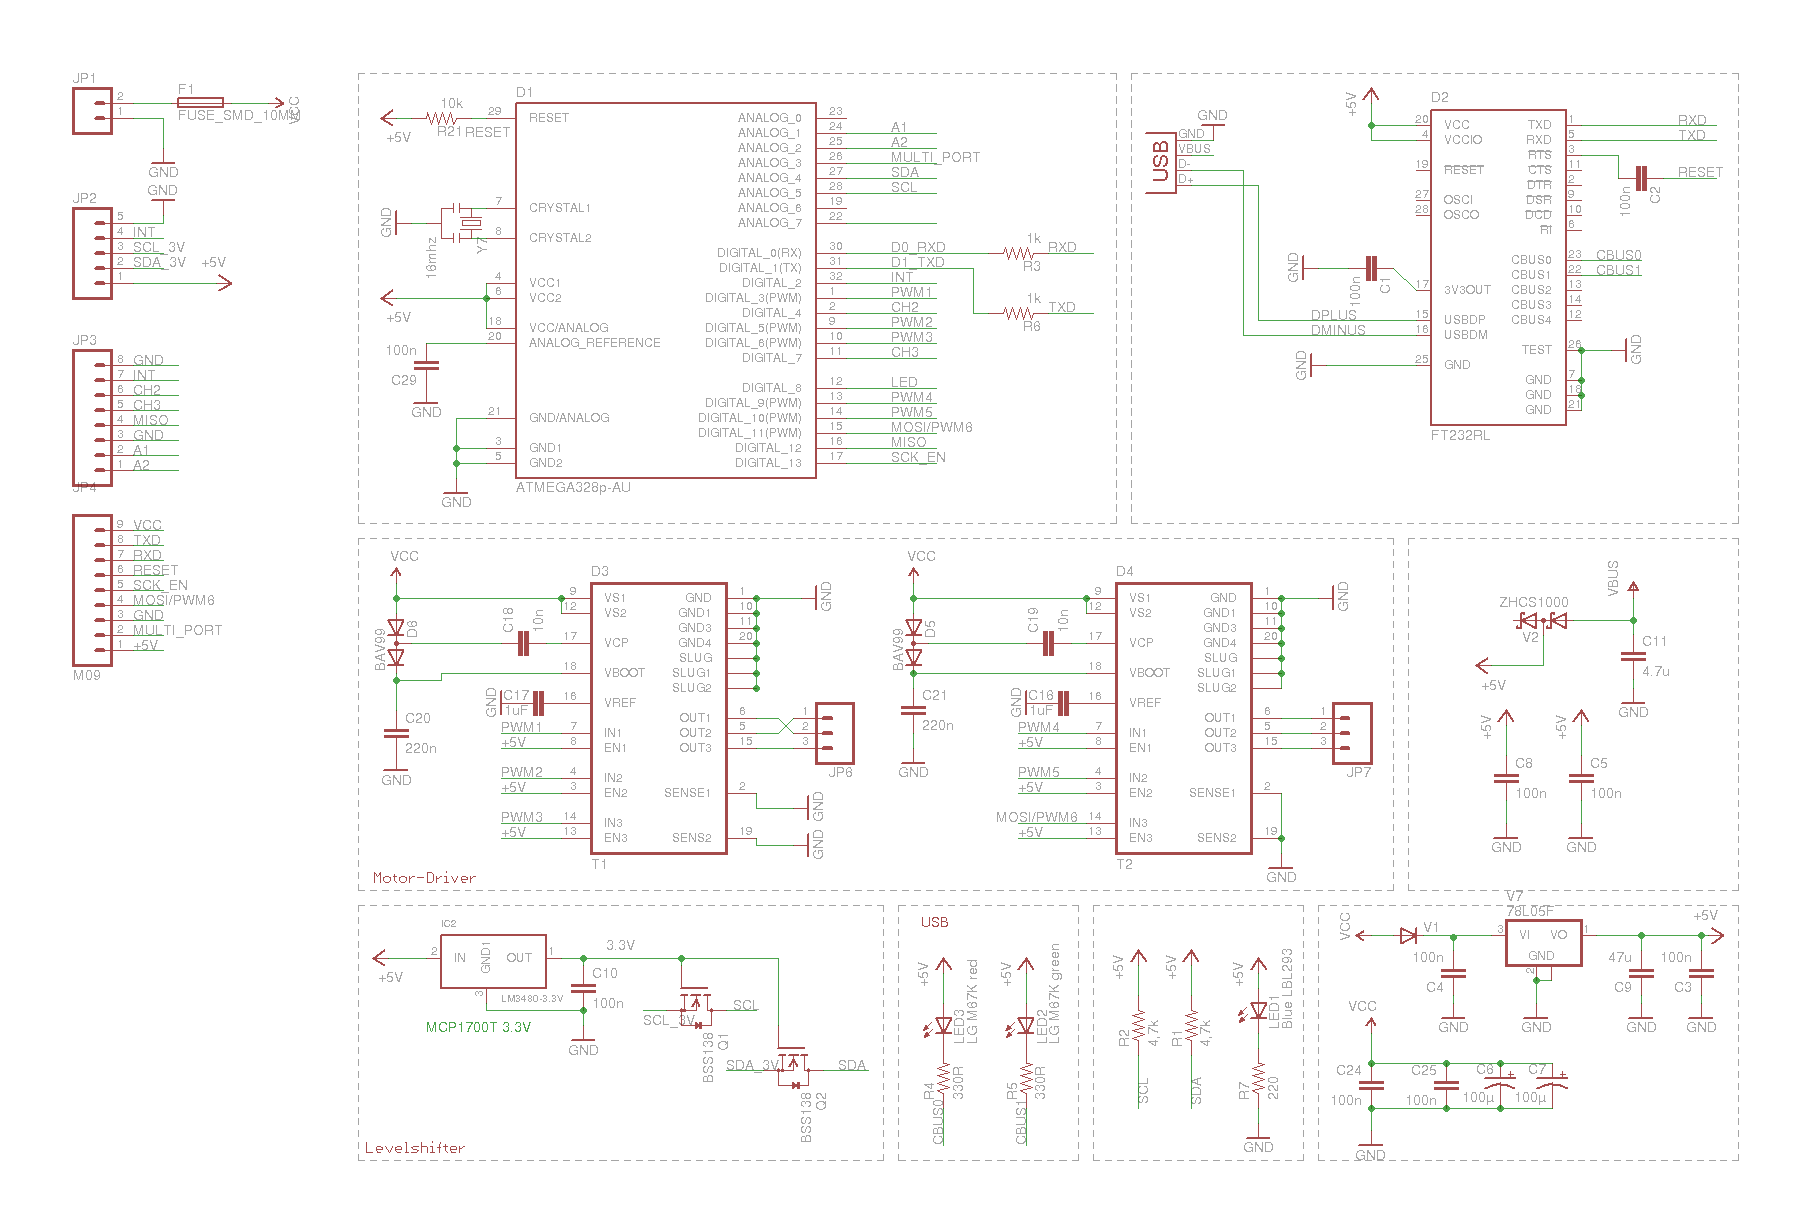 JP1
2
1
F1
FUSE_SMD_10MM
VCC
GND
GND
JP2
5
4 INT
3 SCL_3V
2 SDA_3V
1
+5V
JP3
8 GND
7 INT
6 CH2
5 CH3
4 MISO
3 GND
2 A1
1 A2
JP4
9 VCC
8 TXD
7 RXD
6 RESET
5 SCK_EN
4 MOSI/PWM6
3 GND
2 MULTI_PORT
1 +5V
M09
D1
+5V
10k
R21
RESET
29 RESET
GND
16mhz
Y7
7 CRYSTAL1
8 CRYSTAL2
+5V
4 VCC1
6 VCC2
18 VCC/ANALOG
20 ANALOG_REFERENCE
100n
C29
GND
21 GND/ANALOG
3 GND1
5 GND2
GND
ATMEGA328p-AU
ANALOG_0 23
ANALOG_1 24 A1
ANALOG_2 25 A2
ANALOG_3 26 MULTI_PORT
ANALOG_4 27 SDA
ANALOG_5 28 SCL
ANALOG_6 19
ANALOG_7 22
DIGITAL_0(RX) 30 D0_RXD
DIGITAL_1(TX) 31 D1_TXD
DIGITAL_2 32 INT
DIGITAL_3(PWM) 1 PWM1
DIGITAL_4 2 CH2
DIGITAL_5(PWM) 9 PWM2
DIGITAL_6(PWM) 10 PWM3
DIGITAL_7 11 CH3
DIGITAL_8 12 LED
DIGITAL_9(PWM) 13 PWM4
DIGITAL_10(PWM) 14 PWM5
DIGITAL_11(PWM) 15 MOSI/PWM6
DIGITAL_12 16 MISO
DIGITAL_13 17 SCK_EN
1k
R3
RXD
1k
R6
TXD
USB
GND
VBUS
D-
D+
GND
+5V
D2
20 VCC
4 VCCIO
19 RESET
27 OSCI
28 OSCO
17 3V3OUT
15 USBDP
16 USBDM
25 GND
GND
100n
C1
DPLUS
DMINUS
GND
FT232RL
TXD 1 RXD
RXD 5 TXD
RTS 3
CTS 11
DTR 2
DSR 9
DCD 10
RI 6
100n
C2
RESET
CBUS0 23 CBUS0
CBUS1 22 CBUS1
CBUS2 13
CBUS3 14
CBUS4 12
TEST 26
GND 7
GND 18
GND 21
GND
VCC
D6
BAV99
C20
220n
GND
C18
10n
GND
C17
1uF
D3
9 VS1
12 VS2
17 VCP
18 VBOOT
16 VREF
PWM1 7 IN1
+5V 8 EN1
PWM2 4 IN2
+5V 3 EN2
PWM3 14 IN3
+5V 13 EN3
T1
GND 1
GND1 10
GND3 11
GND4 20
SLUG
SLUG1
SLUG2
OUT1 6
OUT2 5
OUT3 15
SENSE1 2
SENS2 19
GND
1
2
3
JP6
GND
GND
Motor-Driver
VCC
D5
BAV99
C21
220n
GND
C19
10n
GND
C16
1uF
D4
9 VS1
12 VS2
17 VCP
18 VBOOT
16 VREF
PWM4 7 IN1
+5V 8 EN1
PWM5 4 IN2
+5V 3 EN2
MOSI/PWM6 14 IN3
+5V 13 EN3
T2
GND 1
GND1 10
GND3 11
GND4 20
SLUG
SLUG1
SLUG2
OUT1 6
OUT2 5
OUT3 15
SENSE1 2
SENS2 19
GND
1
2
3
JP7
GND
VBUS
ZHCS1000
V2
+5V
C11
4.7u
GND
+5V
C8
100n
GND
+5V
C5
100n
GND
IC2
+5V
2 IN
GND1
3
OUT 1
LM3480-3.3V
MCP1700T 3.3V
3.3V
C10
100n
GND
SCL_3V
SCL
BSS138
Q1
SDA_3V
SDA
BSS138
Q2
Levelshifter
USB
+5V
LED3
LG M67K red
R4
330R
CBUS0
+5V
LED2
LG M67K green
R5
330R
CBUS1
+5V
R2
4,7k
SCL
+5V
R1
4,7k
SDA
+5V
LED1
Blue LBL293
R7
220
GND
VCC
V1
100n
C4
GND
V7
78L05F
3 VI
VO 1
GND
2
GND
47u
C9
GND
100n
C3
GND
+5V
VCC
C24
100n
C25
100n
C6
+
100µ
C7
+
100µ
GND